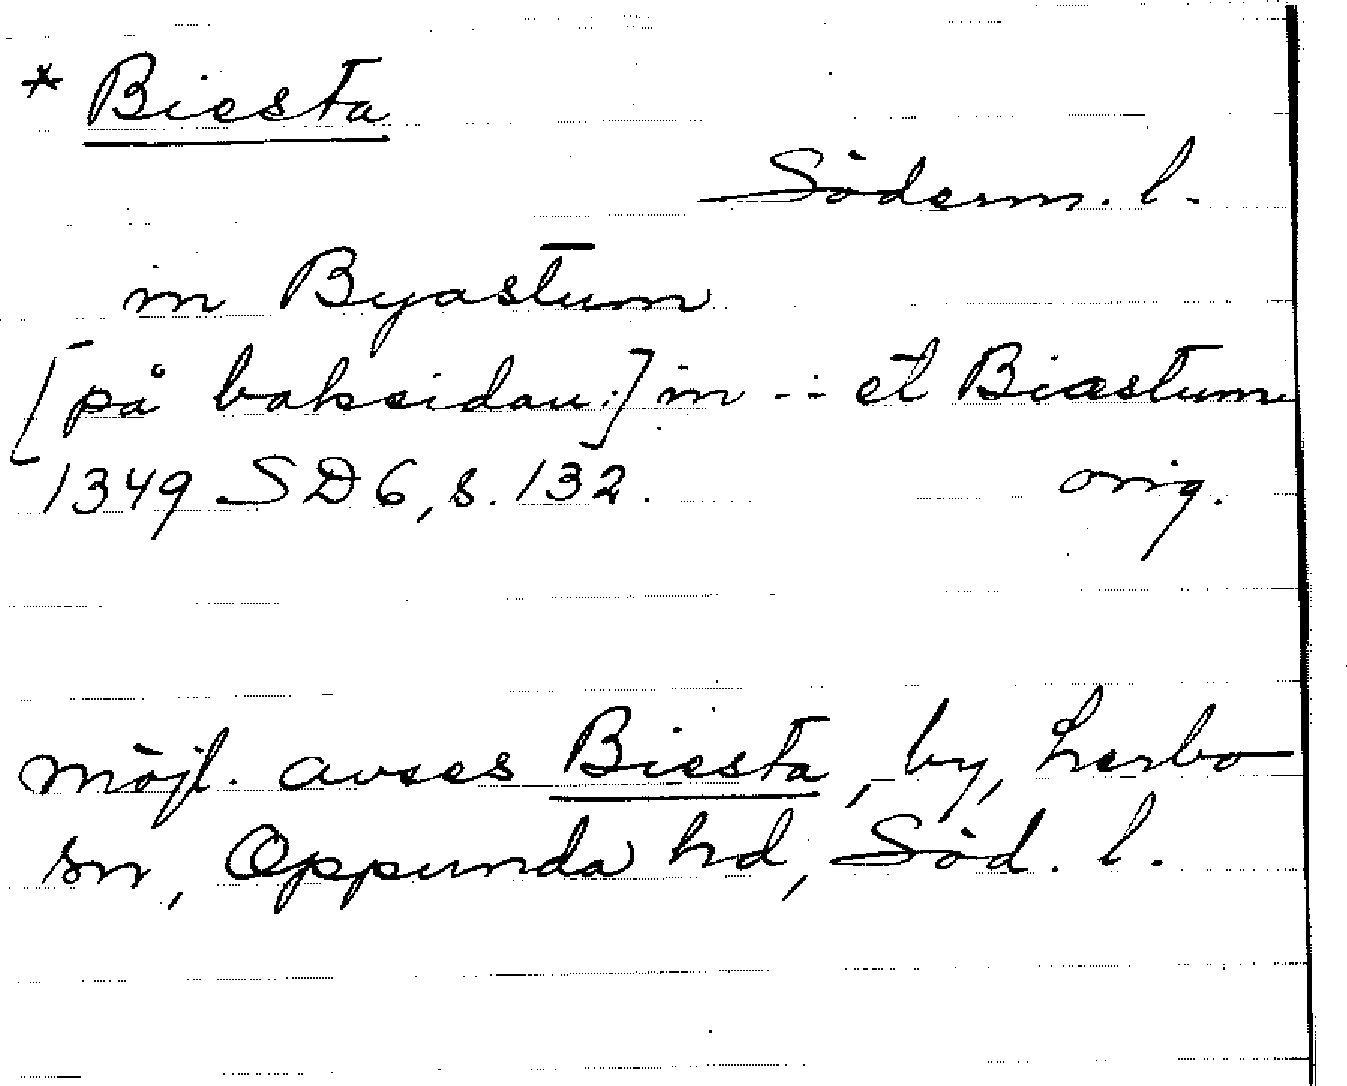 * Biesta
Söderm. l.
in Byastum
[på baksidan:] in -- et Biæstum
1349 SD 6, s. 132. orig.
möjl. avses Biesta, by, Lerbo
sn, Oppunda hd, Söd. l.